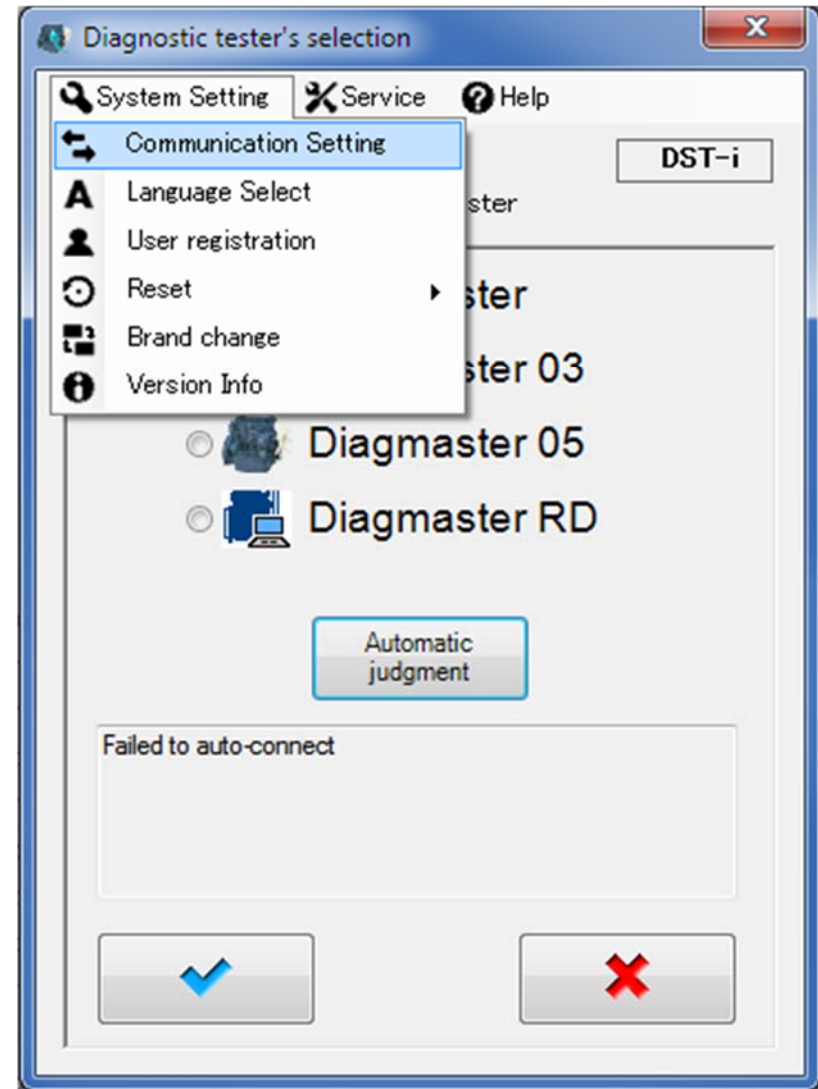 Diagnostic tester's selection
System Setting Service Help
Communication Setting
DST-i
Language Select
ster
User registration
Reset
ster
Brand change
Version Info
ster 03
Diagmaster 05
Diagmaster RD
Automatic
judgment
Failed to auto-connect